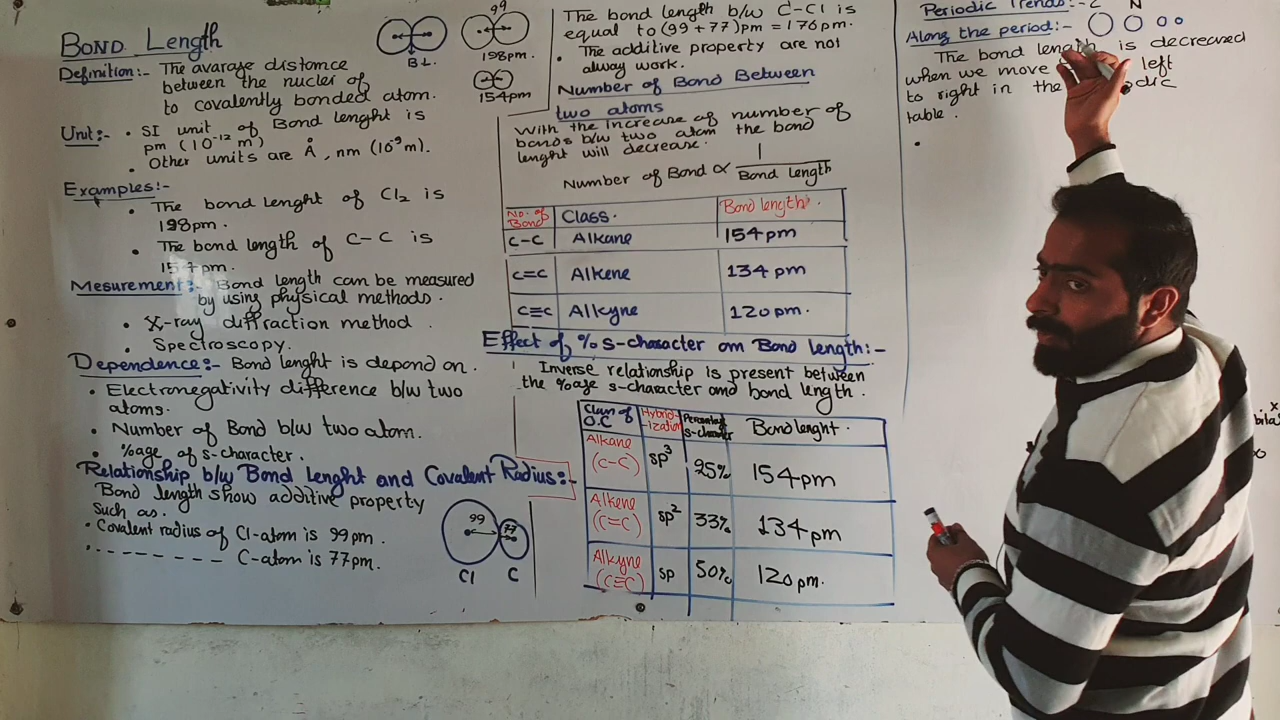 BOND Length
Definition:- The avarage distance
between the nuclei of
to covalently bonded atom.
B.L.
99
198pm
154pm
Unit:- • SI unit of Bond lenght is
pm (10⁻¹² m)
• Other units are Å, nm (10⁻⁹m).
Examples:-
• The bond lenght of Cl₂ is
198pm.
• The bond length of C-C is
154pm.
Mesurement:- Bond length can be measured
by using physical methods.
• X-ray diffraction method.
• Spectroscopy.
Dependence:- Bond lenght is depond on.
• Electronegativity difference b/w two
atoms.
• Number of Bond b/w two atom.
• %age of s-character.
Relationship b/w Bond Lenght and Covalent Radius:-
Bond length show additive property
such as.
• Covalent radius of Cl-atom is 99pm.
• - - - - - - - C-atom is 77pm.
99 77
Cl C
The bond length b/w C-Cl is
equal to (99+77)pm = 176pm.
• The additive property are not
alway work.
Number of Bond Between
two atoms
With the Increase of number of
bonds b/w two atom the bond
lenght will decrease.
Number of Bond ∝ 1
Bond Length
No. of Bond Class. Bond length.
C-C Alkane 154pm
C=C Alkene 134pm
C≡C Alkyne 120pm.
Effect of % S-character om Bond length:-
Inverse relationship is present between
the %age s-character and bond length.
Class of O.C Hybrid-ization Percentage s-character Bond lenght.
Alkane (C-C) sp³ 25% 154pm
Alkene (C=C) sp² 33% 134pm
Alkyne (C≡C) sp 50% 120pm.
Periodic Trends:-
N
Along the period:-
The bond length is decreased
when we move left
to right in the
table.
•